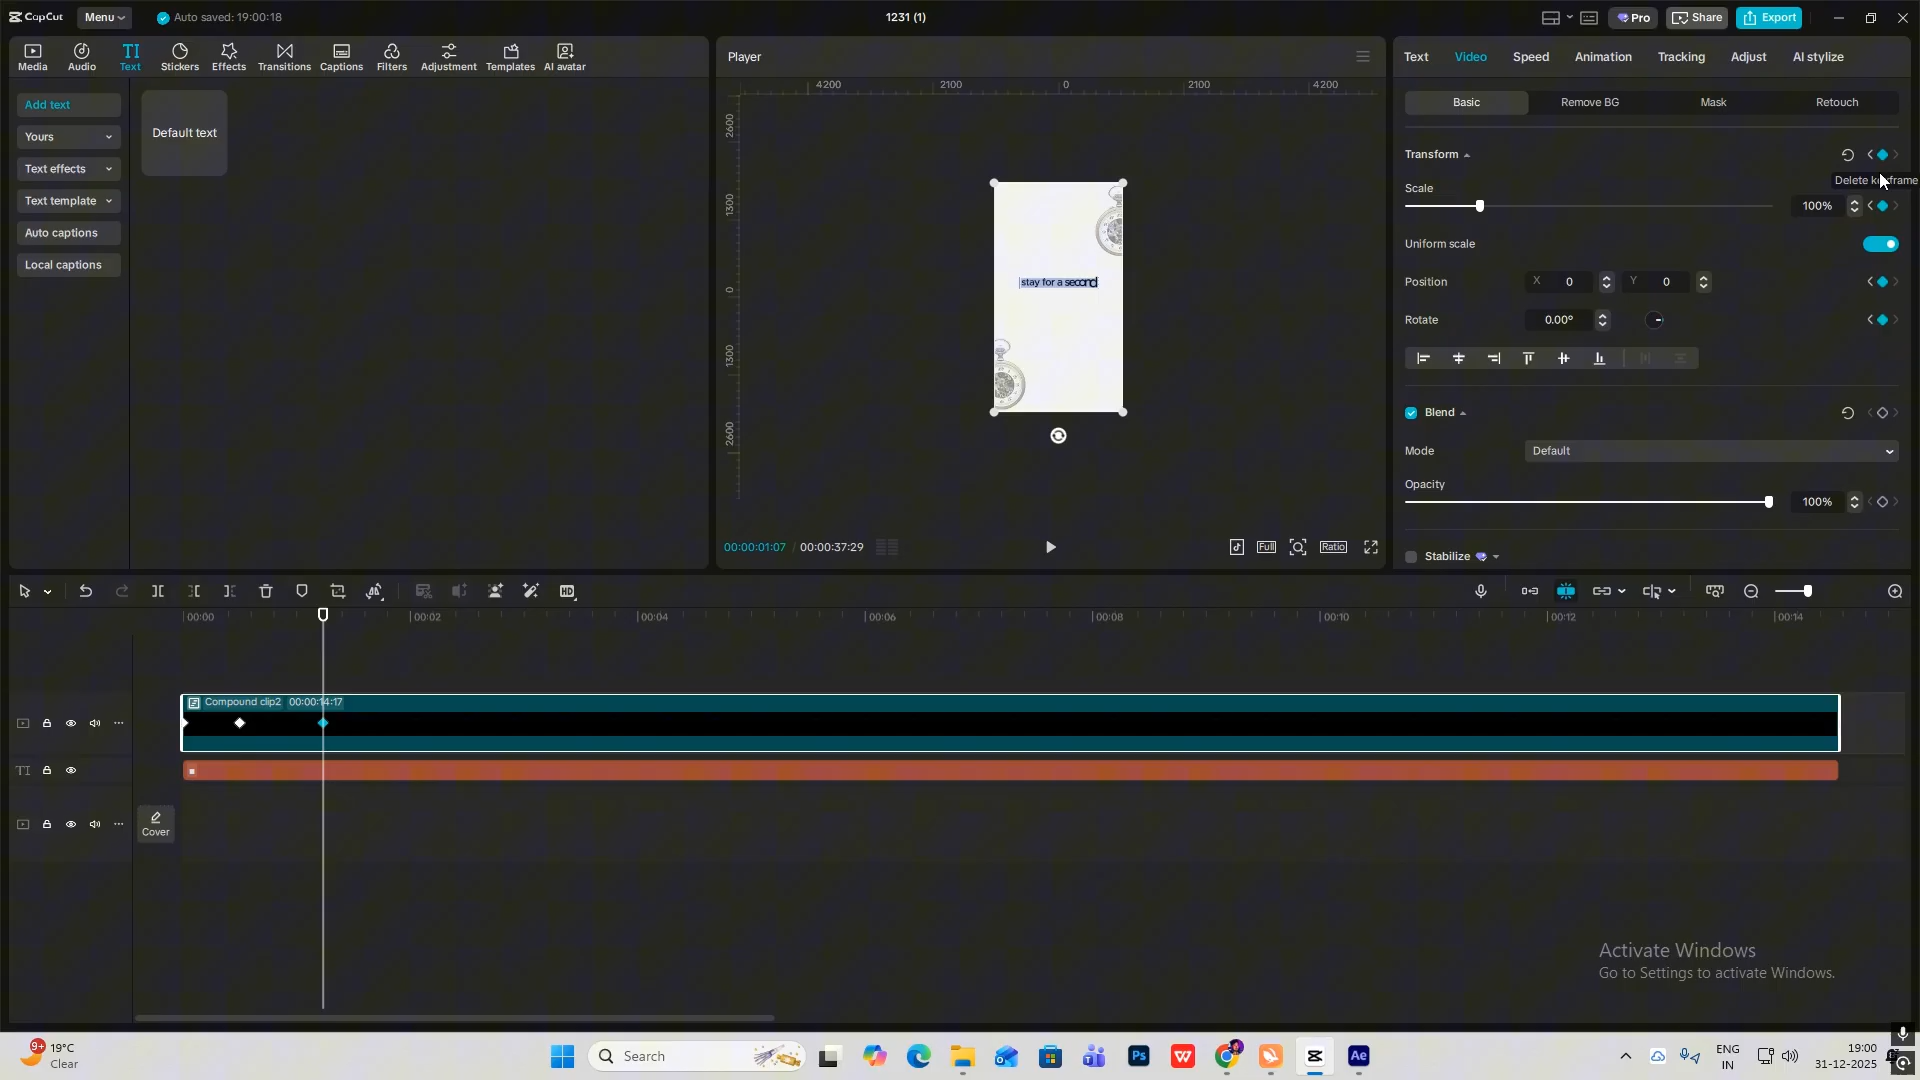 CapCut
Menu
Auto saved: 19:00:18
1231 (1)
Pro
Share
Export
Media
Audio
TI
Text
Stickers
Effects
Transitions
Captions
Filters
Adjustment
Templates
AI avatar
Add text
Yours
Text effects
Text template
Auto captions
Local captions
Default text
Player
4200
2100
0
2100
4200
2600
1300
0
1300
2600
stay for a second
00:00:01:07 / 00:00:37:29
Full
Ratio
Text
Video
Speed
Animation
Tracking
Adjust
AI stylize
Basic
Remove BG
Mask
Retouch
Transform
Delete keyframe
Scale
100%
Uniform scale
Position
X 0
Y 0
Rotate
0.00°
Blend
Mode
Default
Opacity
100%
Stabilize
HD
00:00
00:02
00:04
00:06
00:08
00:10
00:12
00:14
Compound clip2 00:00:14:17
TI
Cover
Activate Windows
Go to Settings to activate Windows.
9+
19°C
Clear
Search
Ps
W
Ae
ENG
IN
19:00
31-12-2025